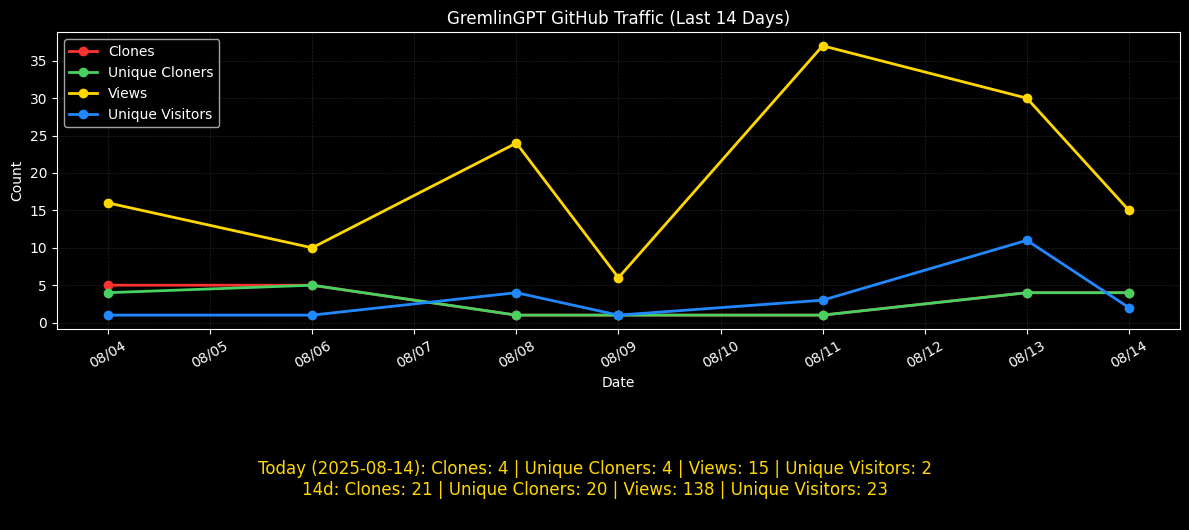 GremlinGPT GitHub Traffic (Last 14 Days)
Clones
Unique Cloners
Views
Unique Visitors
Count
35
30
25
20
15
10
5
0
08/04
08/05
08/06
08/07
08/08
08/09
08/10
08/11
08/12
08/13
08/14
Date
Today (2025-08-14): Clones: 4 | Unique Cloners: 4 | Views: 15 | Unique Visitors: 2
14d: Clones: 21 | Unique Cloners: 20 | Views: 138 | Unique Visitors: 23